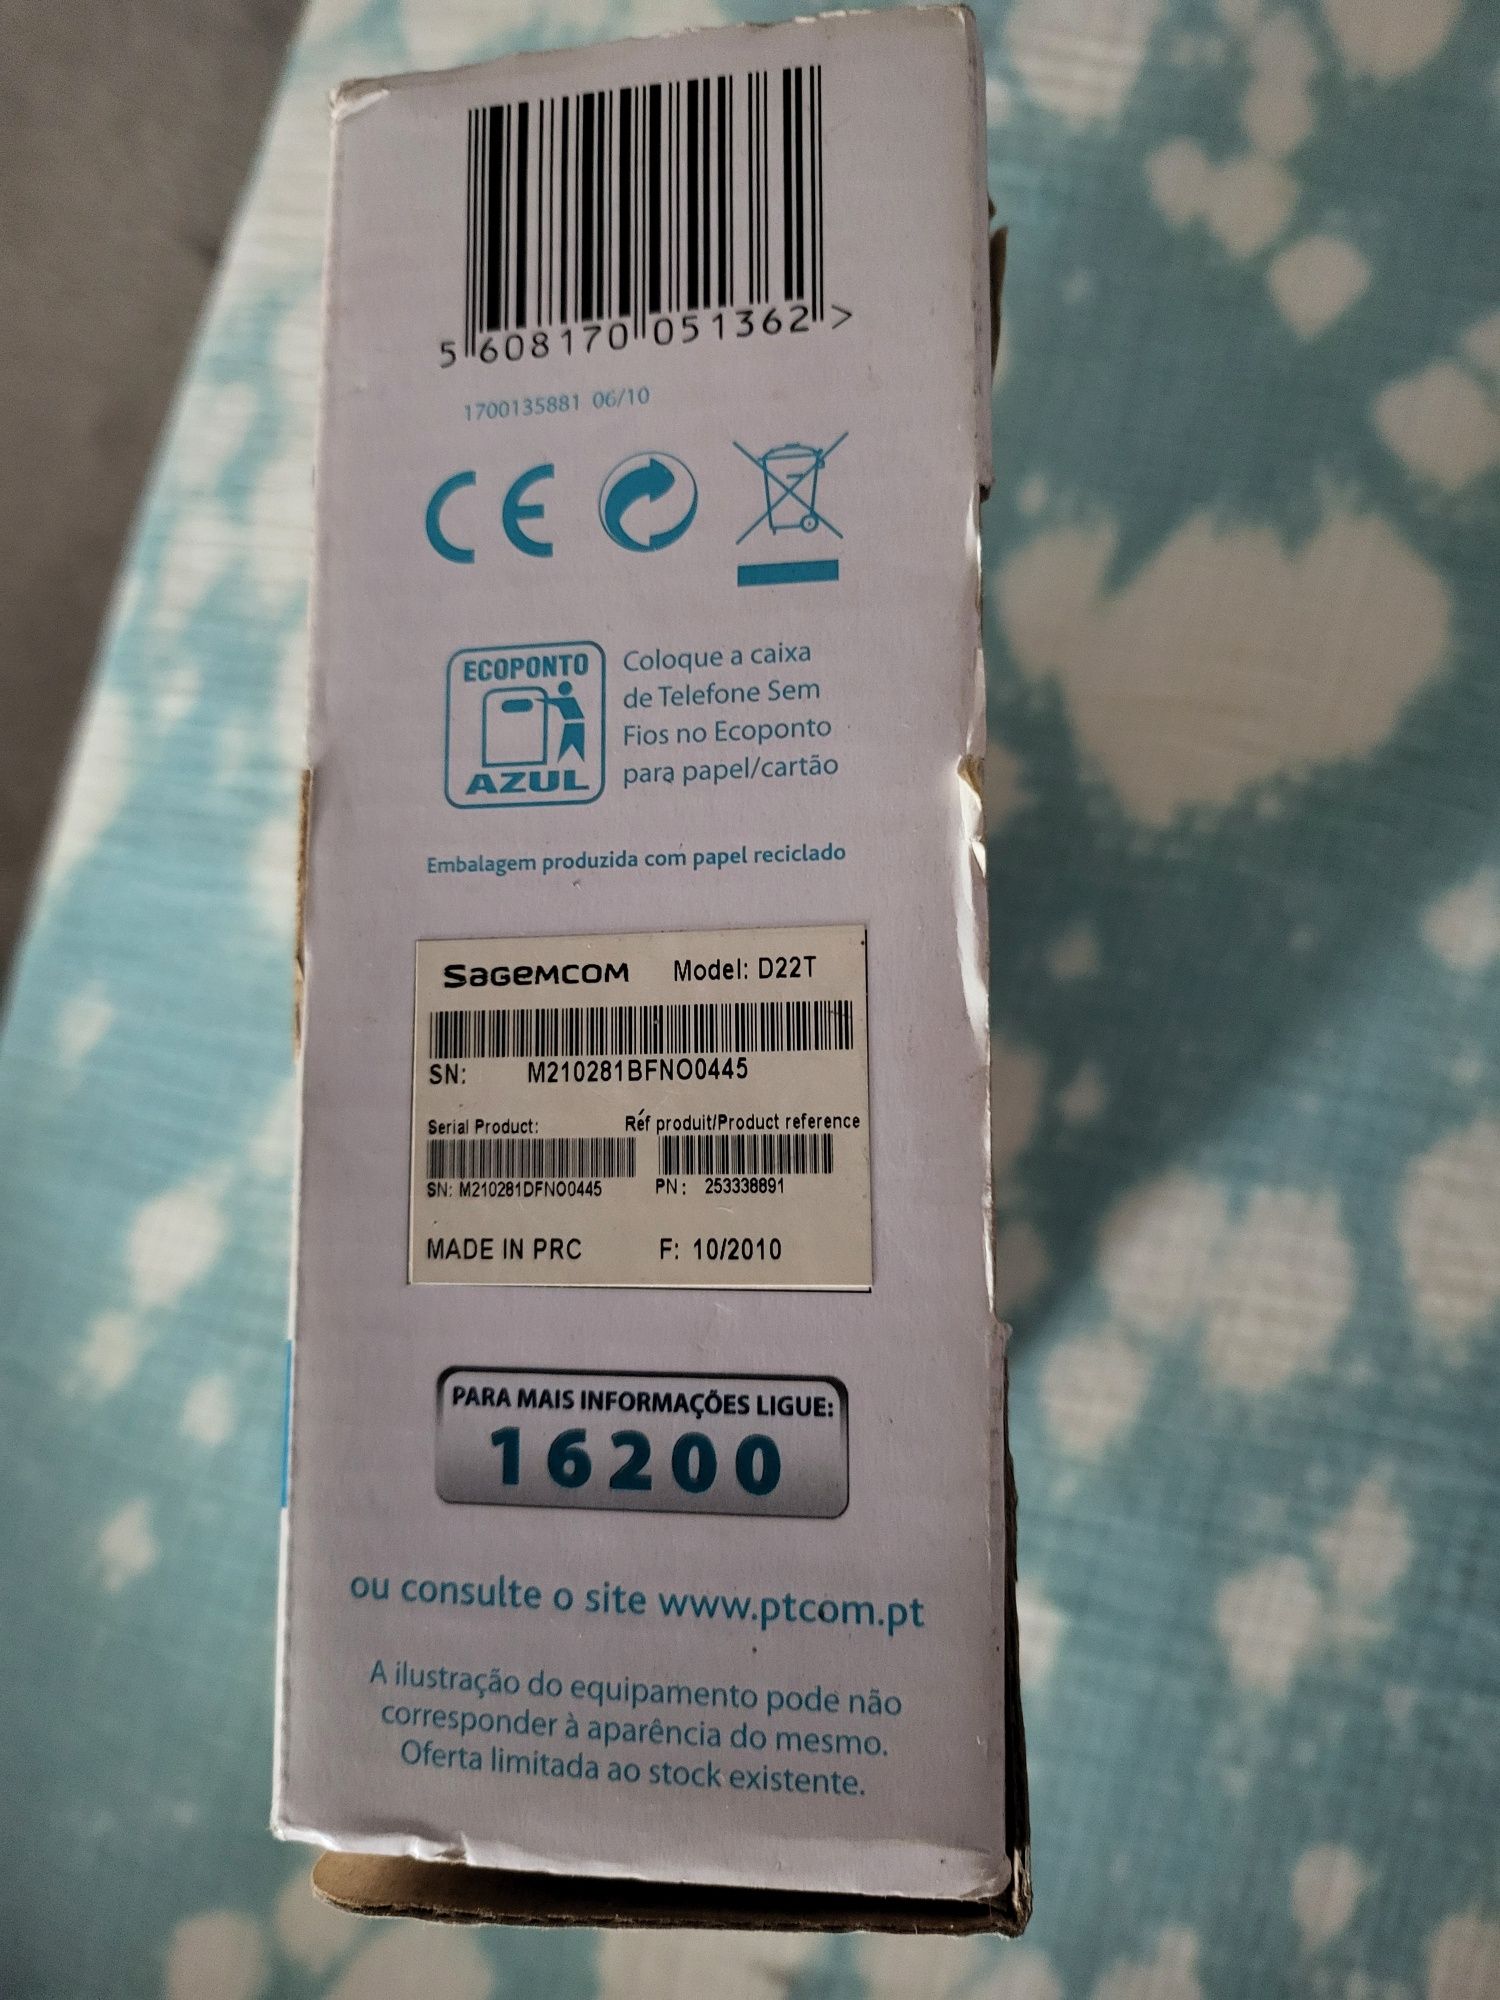 5 608170 051362 >
1700135881 06/10
CE
ECOPONTO
AZUL
Coloque a caixa
de Telefone Sem
Fios no Ecoponto
para papel/cartão
Embalagem produzida com papel reciclado
SAGEMCOM Model: D22T
SN: M210281BFNO0445
Serial Product: Réf produit/Product reference
SN: M210281DFNO0445 PN: 253338891
MADE IN PRC F: 10/2010
PARA MAIS INFORMAÇÕES LIGUE:
16200
ou consulte o site www.ptcom.pt
A ilustração do equipamento pode não
corresponder à aparência do mesmo.
Oferta limitada ao stock existente.